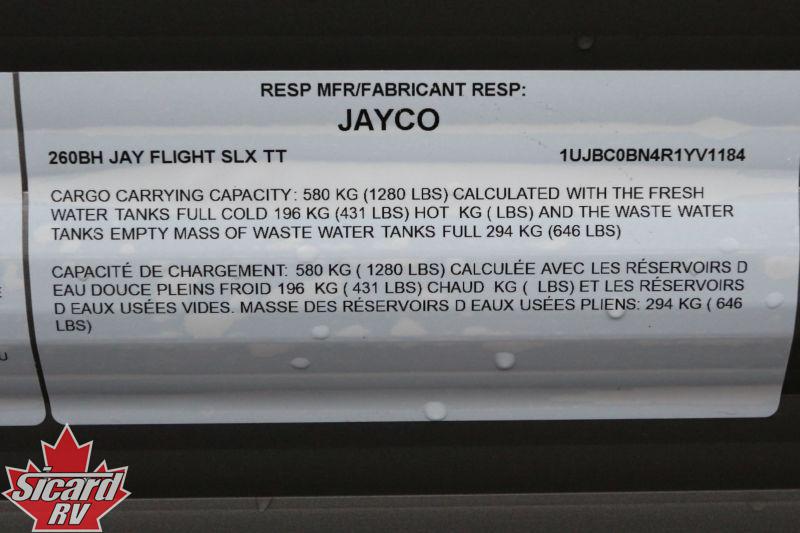 RESP MFR/FABRICANT RESP:
JAYCO
260BH JAY FLIGHT SLX TT 1UJBC0BN4R1YV1184
CARGO CARRYING CAPACITY: 580 KG (1280 LBS) CALCULATED WITH THE FRESH
WATER TANKS FULL COLD 196 KG (431 LBS) HOT KG ( LBS) AND THE WASTE WATER
TANKS EMPTY MASS OF WASTE WATER TANKS FULL 294 KG (646 LBS)
CAPACITÉ DE CHARGEMENT: 580 KG ( 1280 LBS) CALCULÉE AVEC LES RÉSERVOIRS D
EAU DOUCE PLEINS FROID 196 KG ( 431 LBS) CHAUD KG ( LBS) ET LES RÉSERVOIRS
D EAUX USÉES VIDES. MASSE DES RÉSERVOIRS D EAUX USÉES PLIENS: 294 KG ( 646
LBS)
Sicard
RV